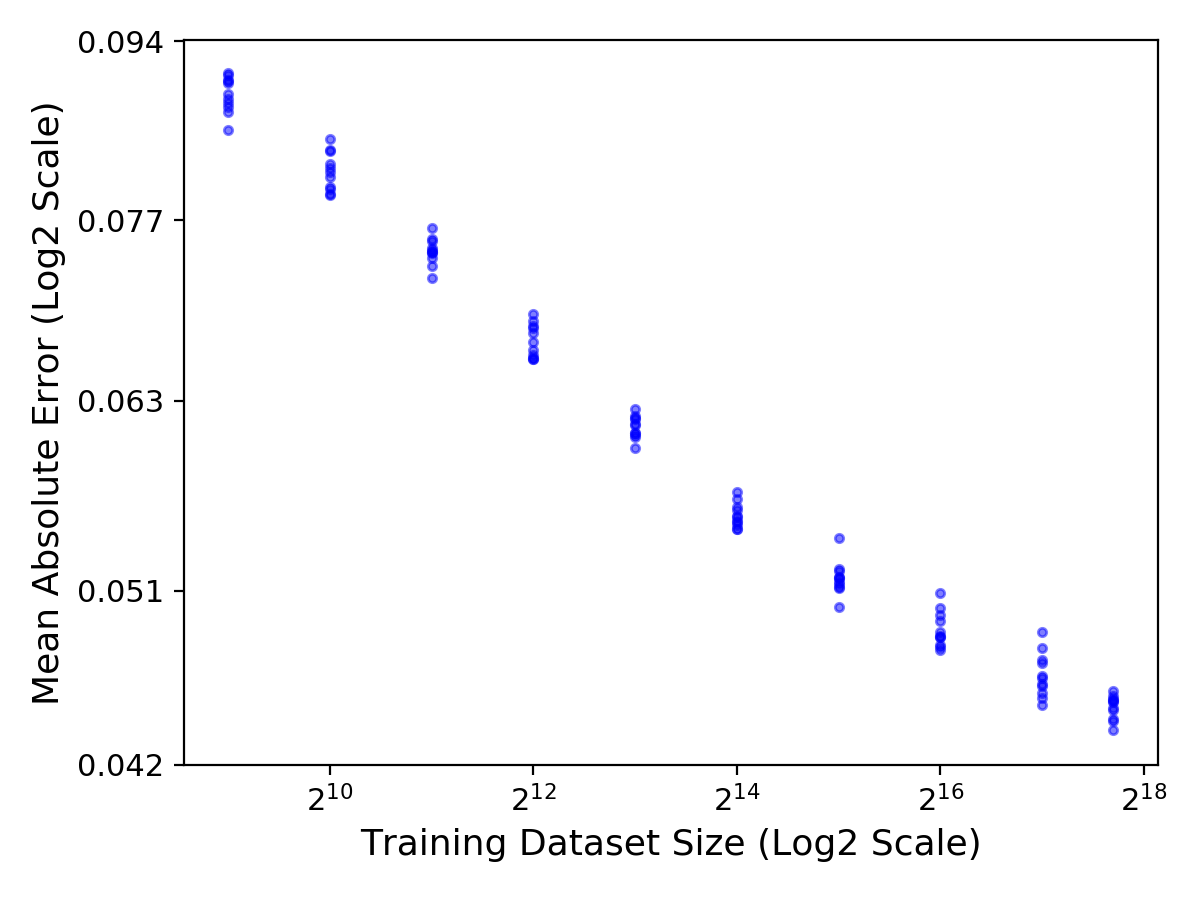 0.094
0.077
0.063
0.051
0.042
Mean Absolute Error (Log2 Scale)
2^10 2^12 2^14 2^16 2^18
Training Dataset Size (Log2 Scale)